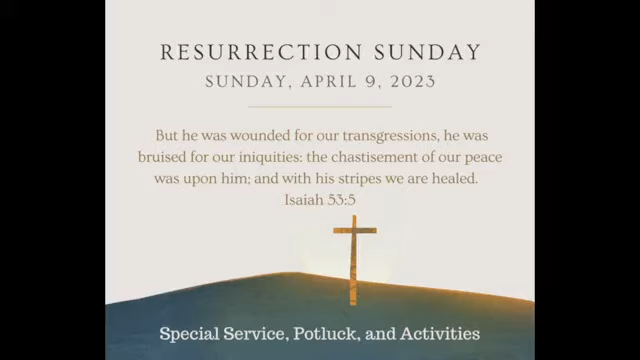 RESURRECTION SUNDAY
SUNDAY, APRIL 9, 2023
But he was wounded for our transgressions, he was
bruised for our iniquities: the chastisement of our peace
was upon him; and with his stripes we are healed.
Isaiah 53:5
Special Service, Potluck, and Activities